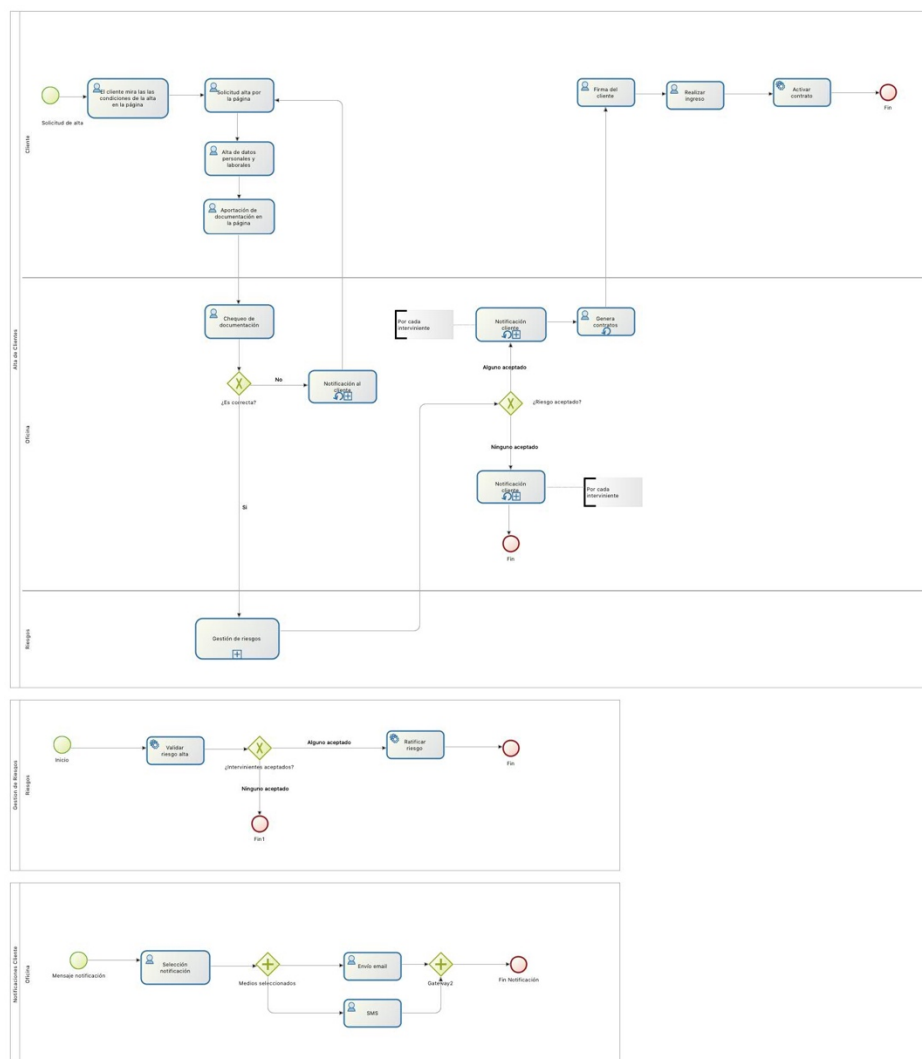 Alta de Clientes
Cliente
Solicitud de alta
El cliente mira las las
condiciones de la alta
en la página
Solicitud alta por
la página
Alta de datos
personales y
laborales
Aportación de
documentación en
la página
Firma del
cliente
Realizar
ingreso
Activar
contrato
Fin
Oficina
Chequeo de
documentación
¿Es correcta?
No
Notificación al
cliente
Si
Por cada
interviniente
Notificación
cliente
Genera
contratos
Alguno aceptado
¿Riesgo aceptado?
Ninguno aceptado
Notificación
cliente
Por cada
interviniente
Fin
Riesgos
Gestión de riesgos
Gestion de Riesgos
Riesgos
Inicio
Validar
riesgo alta
¿Intervinientes aceptados?
Alguno aceptado
Ratificar
riesgo
Fin
Ninguno aceptado
Fin1
Notificaciones Cliente
Oficina
Mensaje notificación
Selección
notificación
Medios seleccionados
Envío email
SMS
Gateway2
Fin Notificación